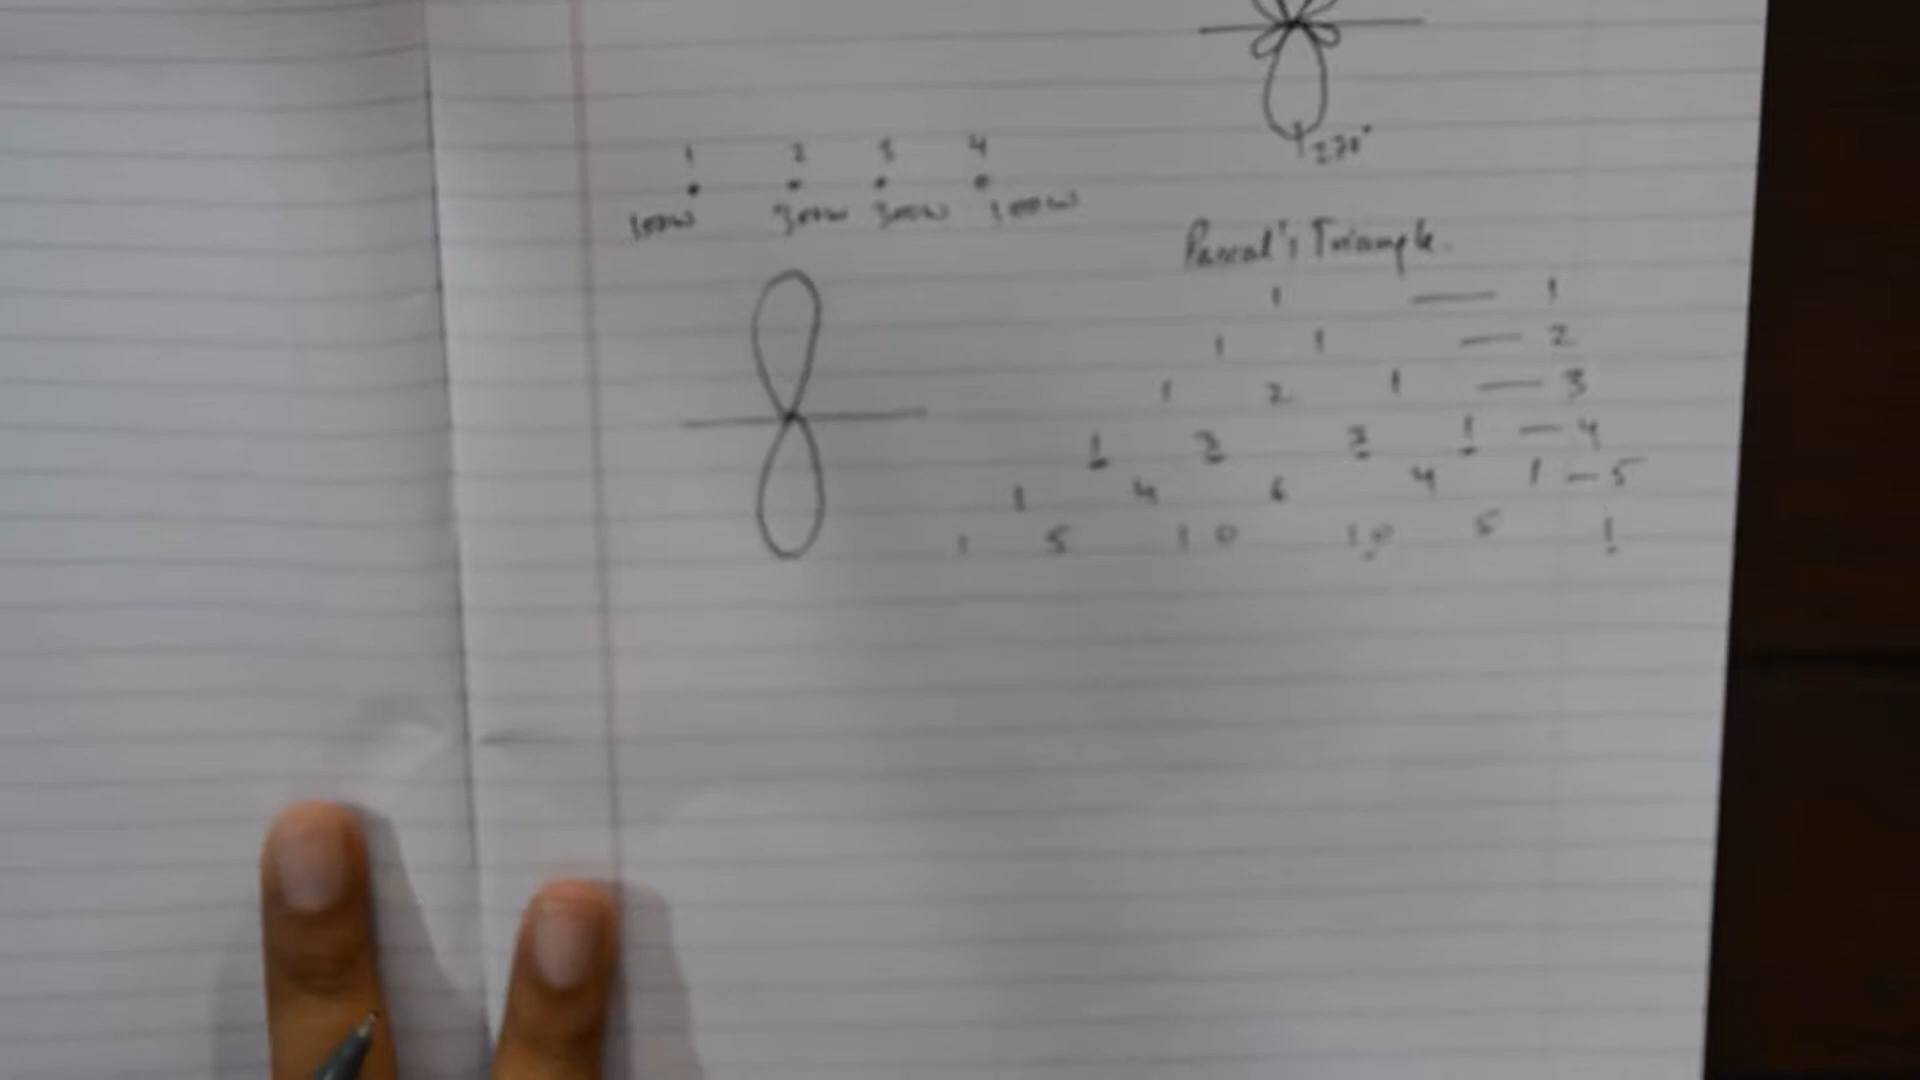 270°
1 2 3 4
100W 300W 300W 100W
Pascal's Triangle.
1 — 1
1 1 — 2
1 2 1 — 3
1 3 3 1 — 4
1 4 6 4 1 — 5
1 5 10 10 5 1